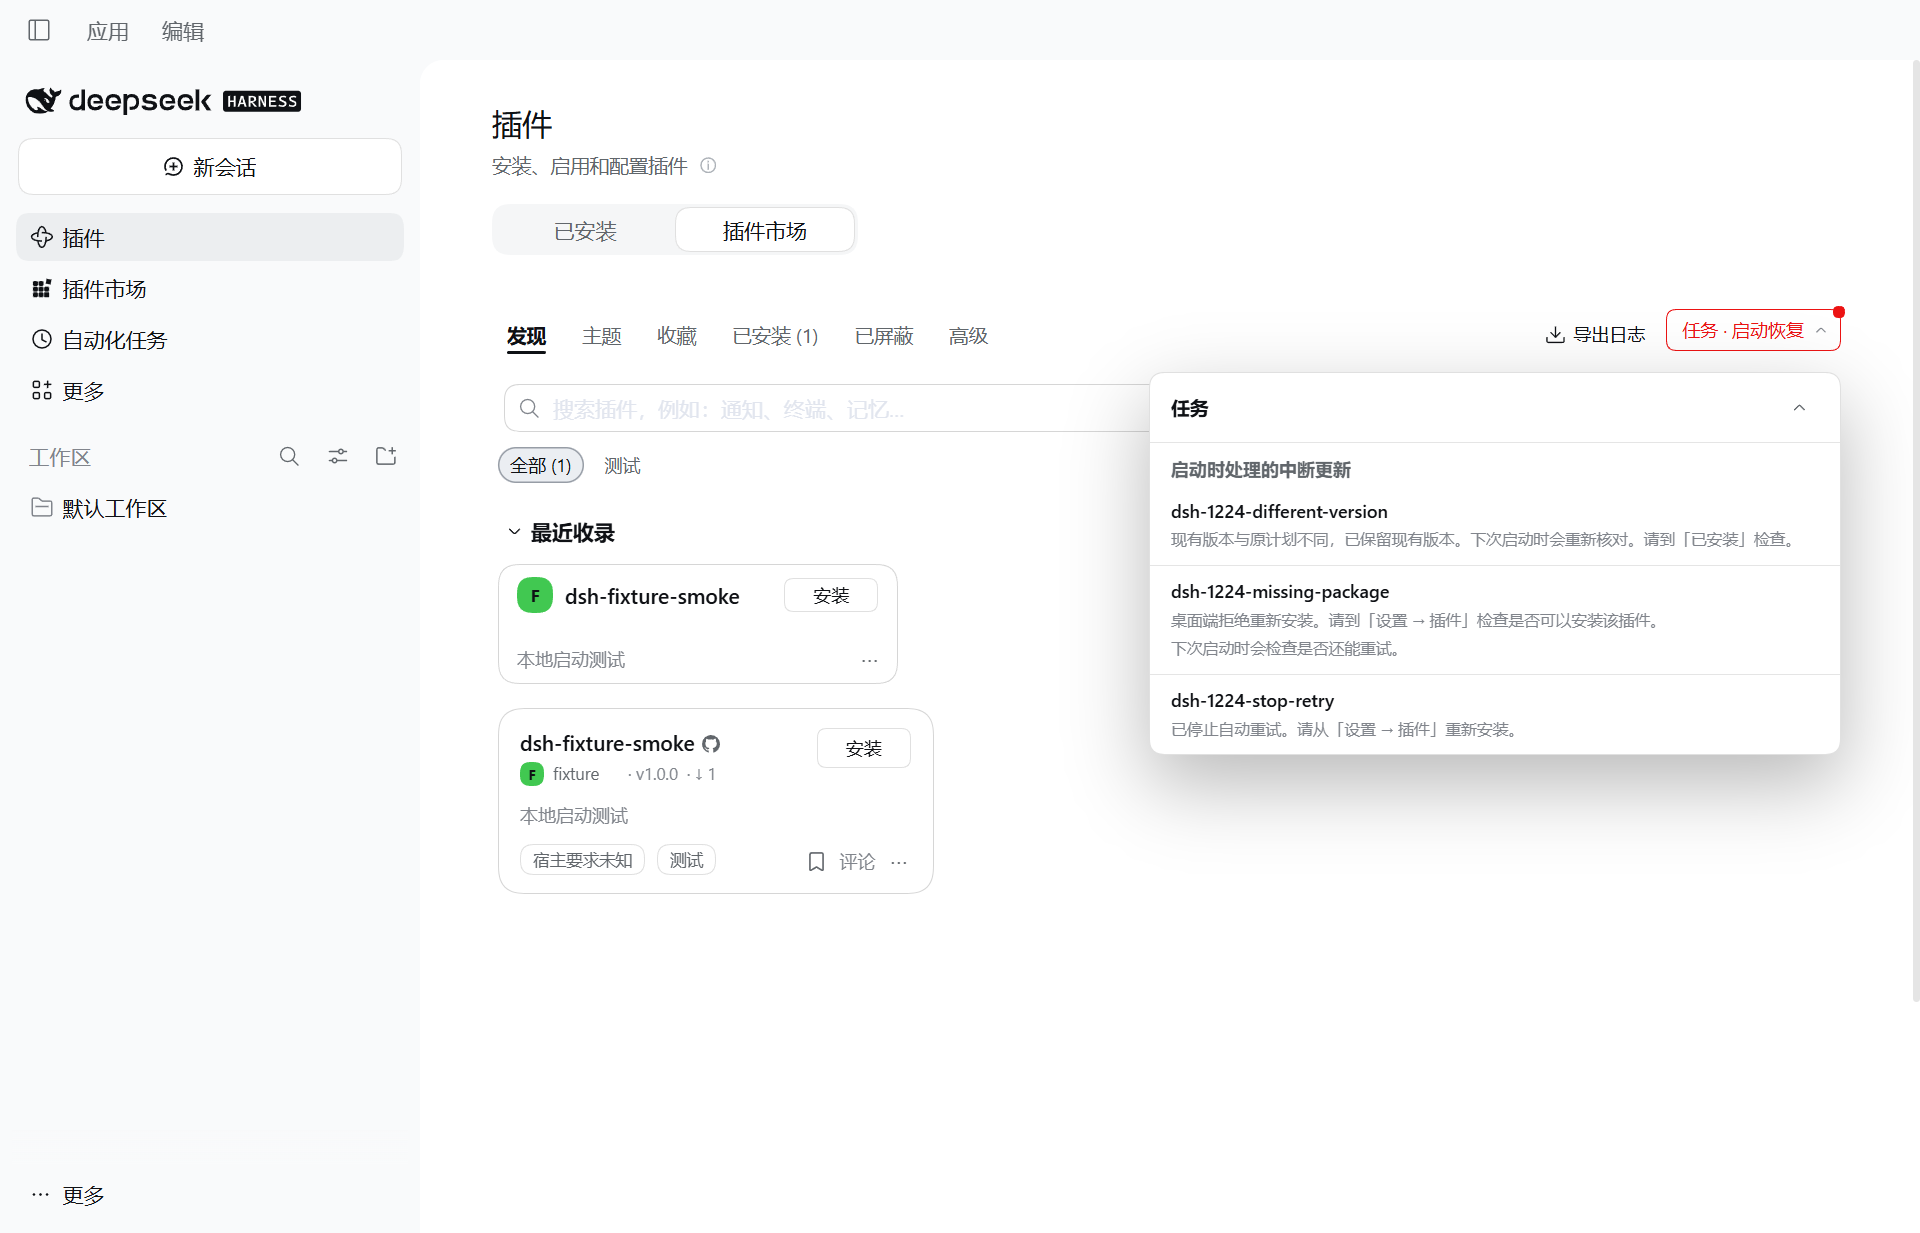 应用 编辑
deepseek HARNESS
新会话
插件
插件市场
自动化任务
更多
工作区
默认工作区
更多
插件
安装、启用和配置插件
已安装 插件市场
发现 主题 收藏 已安装 (1) 已屏蔽 高级
导出日志 任务 · 启动恢复
搜索插件，例如：通知、终端、记忆...
全部 (1) 测试
最近收录
F dsh-fixture-smoke 安装
本地启动测试 ...
dsh-fixture-smoke 安装
F fixture · v1.0.0 · ↓ 1
本地启动测试
宿主要求未知 测试 评论 ...
任务
启动时处理的中断更新
dsh-1224-different-version
现有版本与原计划不同，已保留现有版本。下次启动时会重新核对。请到「已安装」检查。
dsh-1224-missing-package
桌面端拒绝重新安装。请到「设置 → 插件」检查是否可以安装该插件。
下次启动时会检查是否还能重试。
dsh-1224-stop-retry
已停止自动重试。请从「设置 → 插件」重新安装。